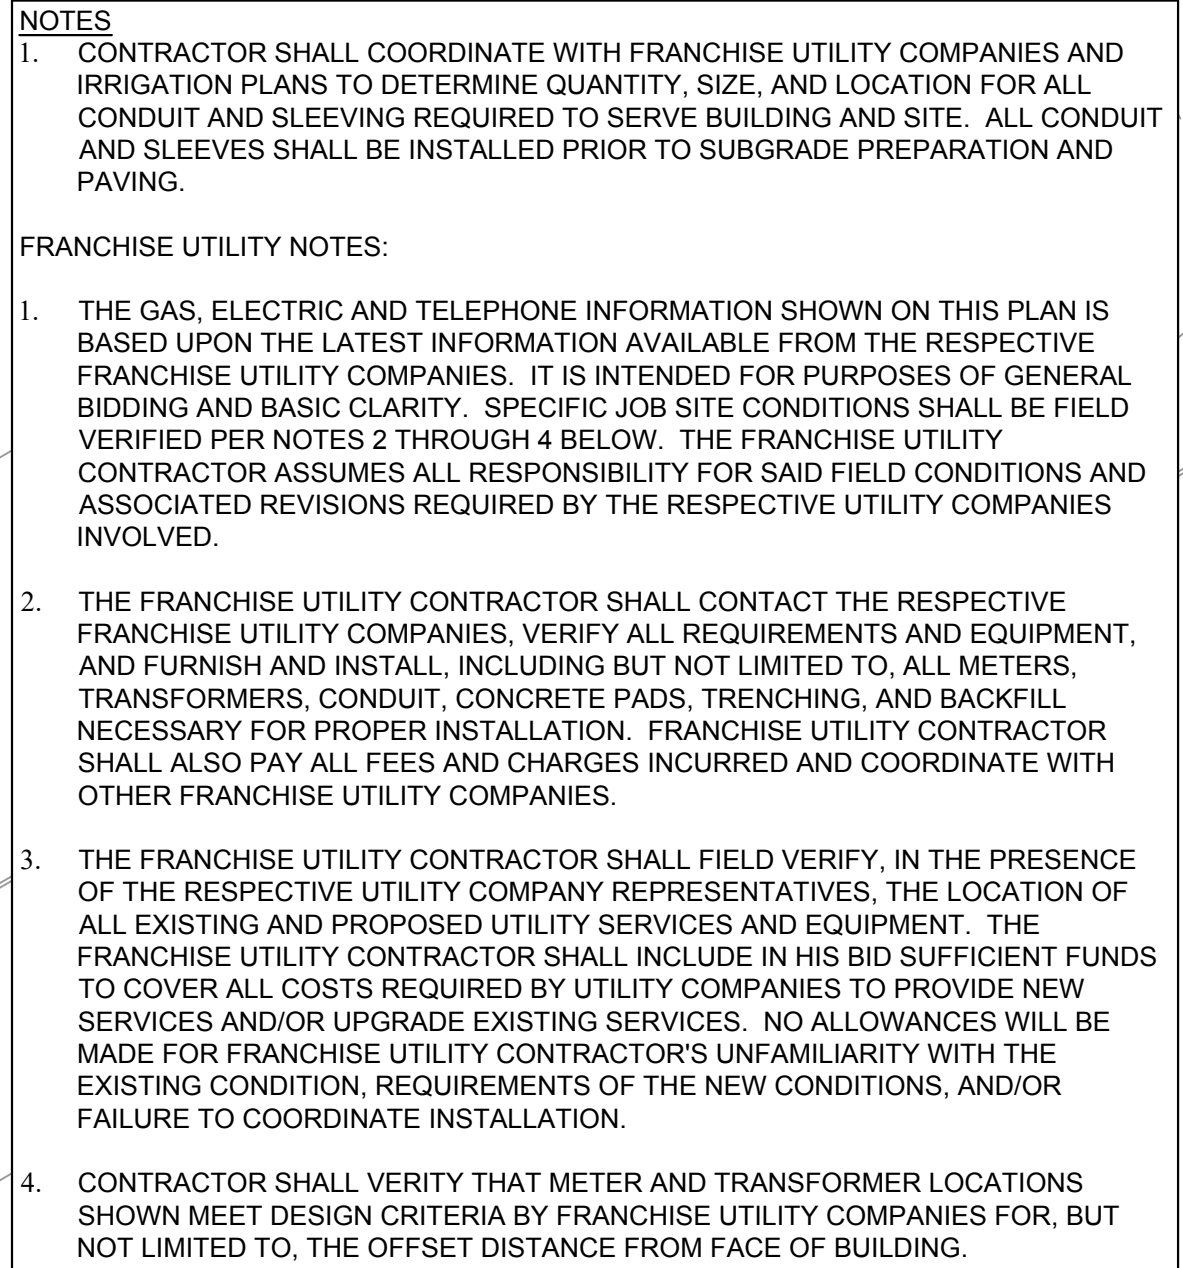 NOTES
1. CONTRACTOR SHALL COORDINATE WITH FRANCHISE UTILITY COMPANIES AND
IRRIGATION PLANS TO DETERMINE QUANTITY, SIZE, AND LOCATION FOR ALL
CONDUIT AND SLEEVING REQUIRED TO SERVE BUILDING AND SITE. ALL CONDUIT
AND SLEEVES SHALL BE INSTALLED PRIOR TO SUBGRADE PREPARATION AND
PAVING.
FRANCHISE UTILITY NOTES:
1. THE GAS, ELECTRIC AND TELEPHONE INFORMATION SHOWN ON THIS PLAN IS
BASED UPON THE LATEST INFORMATION AVAILABLE FROM THE RESPECTIVE
FRANCHISE UTILITY COMPANIES. IT IS INTENDED FOR PURPOSES OF GENERAL
BIDDING AND BASIC CLARITY. SPECIFIC JOB SITE CONDITIONS SHALL BE FIELD
VERIFIED PER NOTES 2 THROUGH 4 BELOW. THE FRANCHISE UTILITY
CONTRACTOR ASSUMES ALL RESPONSIBILITY FOR SAID FIELD CONDITIONS AND
ASSOCIATED REVISIONS REQUIRED BY THE RESPECTIVE UTILITY COMPANIES
INVOLVED.
2. THE FRANCHISE UTILITY CONTRACTOR SHALL CONTACT THE RESPECTIVE
FRANCHISE UTILITY COMPANIES, VERIFY ALL REQUIREMENTS AND EQUIPMENT,
AND FURNISH AND INSTALL, INCLUDING BUT NOT LIMITED TO, ALL METERS,
TRANSFORMERS, CONDUIT, CONCRETE PADS, TRENCHING, AND BACKFILL
NECESSARY FOR PROPER INSTALLATION. FRANCHISE UTILITY CONTRACTOR
SHALL ALSO PAY ALL FEES AND CHARGES INCURRED AND COORDINATE WITH
OTHER FRANCHISE UTILITY COMPANIES.
3. THE FRANCHISE UTILITY CONTRACTOR SHALL FIELD VERIFY, IN THE PRESENCE
OF THE RESPECTIVE UTILITY COMPANY REPRESENTATIVES, THE LOCATION OF
ALL EXISTING AND PROPOSED UTILITY SERVICES AND EQUIPMENT. THE
FRANCHISE UTILITY CONTRACTOR SHALL INCLUDE IN HIS BID SUFFICIENT FUNDS
TO COVER ALL COSTS REQUIRED BY UTILITY COMPANIES TO PROVIDE NEW
SERVICES AND/OR UPGRADE EXISTING SERVICES. NO ALLOWANCES WILL BE
MADE FOR FRANCHISE UTILITY CONTRACTOR'S UNFAMILIARITY WITH THE
EXISTING CONDITION, REQUIREMENTS OF THE NEW CONDITIONS, AND/OR
FAILURE TO COORDINATE INSTALLATION.
4. CONTRACTOR SHALL VERITY THAT METER AND TRANSFORMER LOCATIONS
SHOWN MEET DESIGN CRITERIA BY FRANCHISE UTILITY COMPANIES FOR, BUT
NOT LIMITED TO, THE OFFSET DISTANCE FROM FACE OF BUILDING.